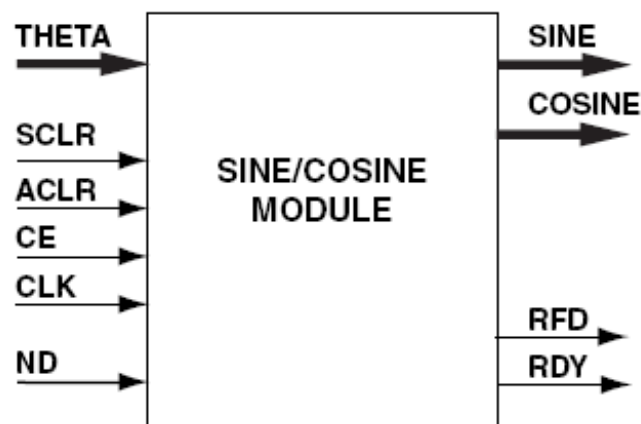 THETA
SCLR
ACLR
CE
CLK
ND
SINE/COSINE
MODULE
SINE
COSINE
RFD
RDY